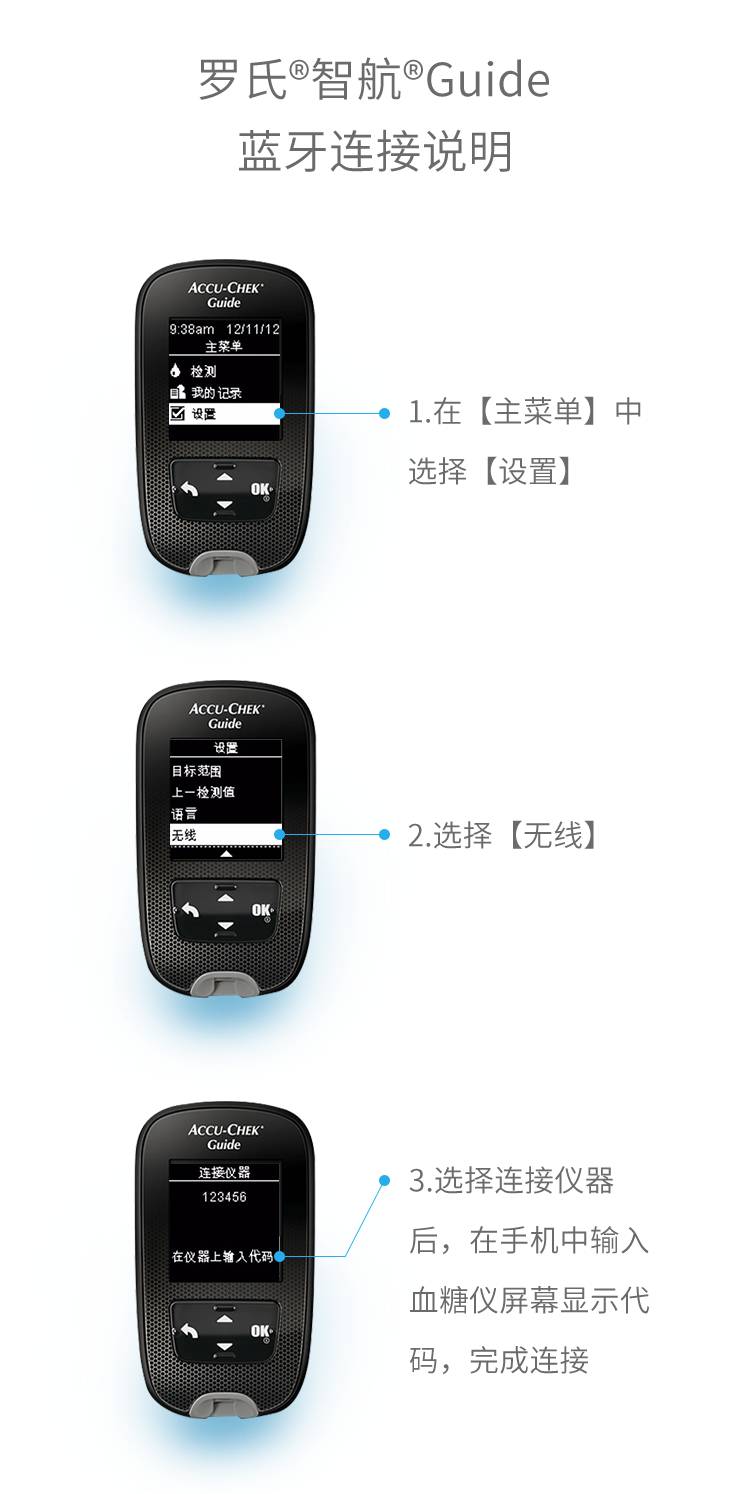 罗氏®智航®Guide
蓝牙连接说明
ACCU-CHEK
Guide
9:38am 12/11/12
主菜单
检测
我的记录
设置
OK
1.在【主菜单】中
选择【设置】
ACCU-CHEK
Guide
设置
目标范围
上一检测值
语言
无线
OK
2.选择【无线】
ACCU-CHEK
Guide
连接仪器
123456
在仪器上输入代码
OK
3.选择连接仪器
后，在手机中输入
血糖仪屏幕显示代
码，完成连接